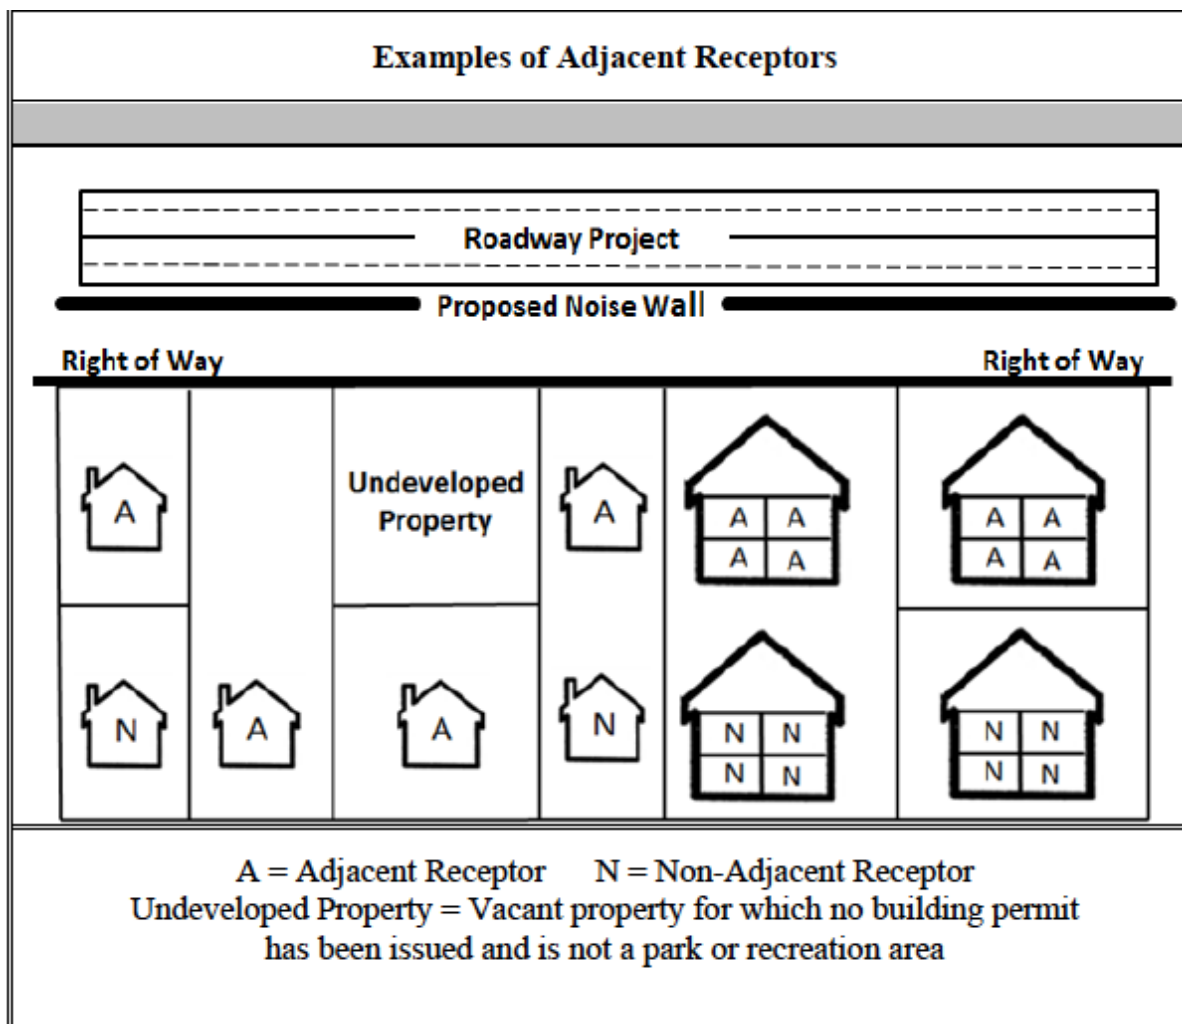 Examples of Adjacent Receptors
Roadway Project
Proposed Noise Wall
Right of Way
Right of Way
A
Undeveloped
Property
A
A A
A A
A A
A A
N
A
A
N
N N
N N
N N
N N
A = Adjacent Receptor N = Non-Adjacent Receptor
Undeveloped Property = Vacant property for which no building permit
has been issued and is not a park or recreation area